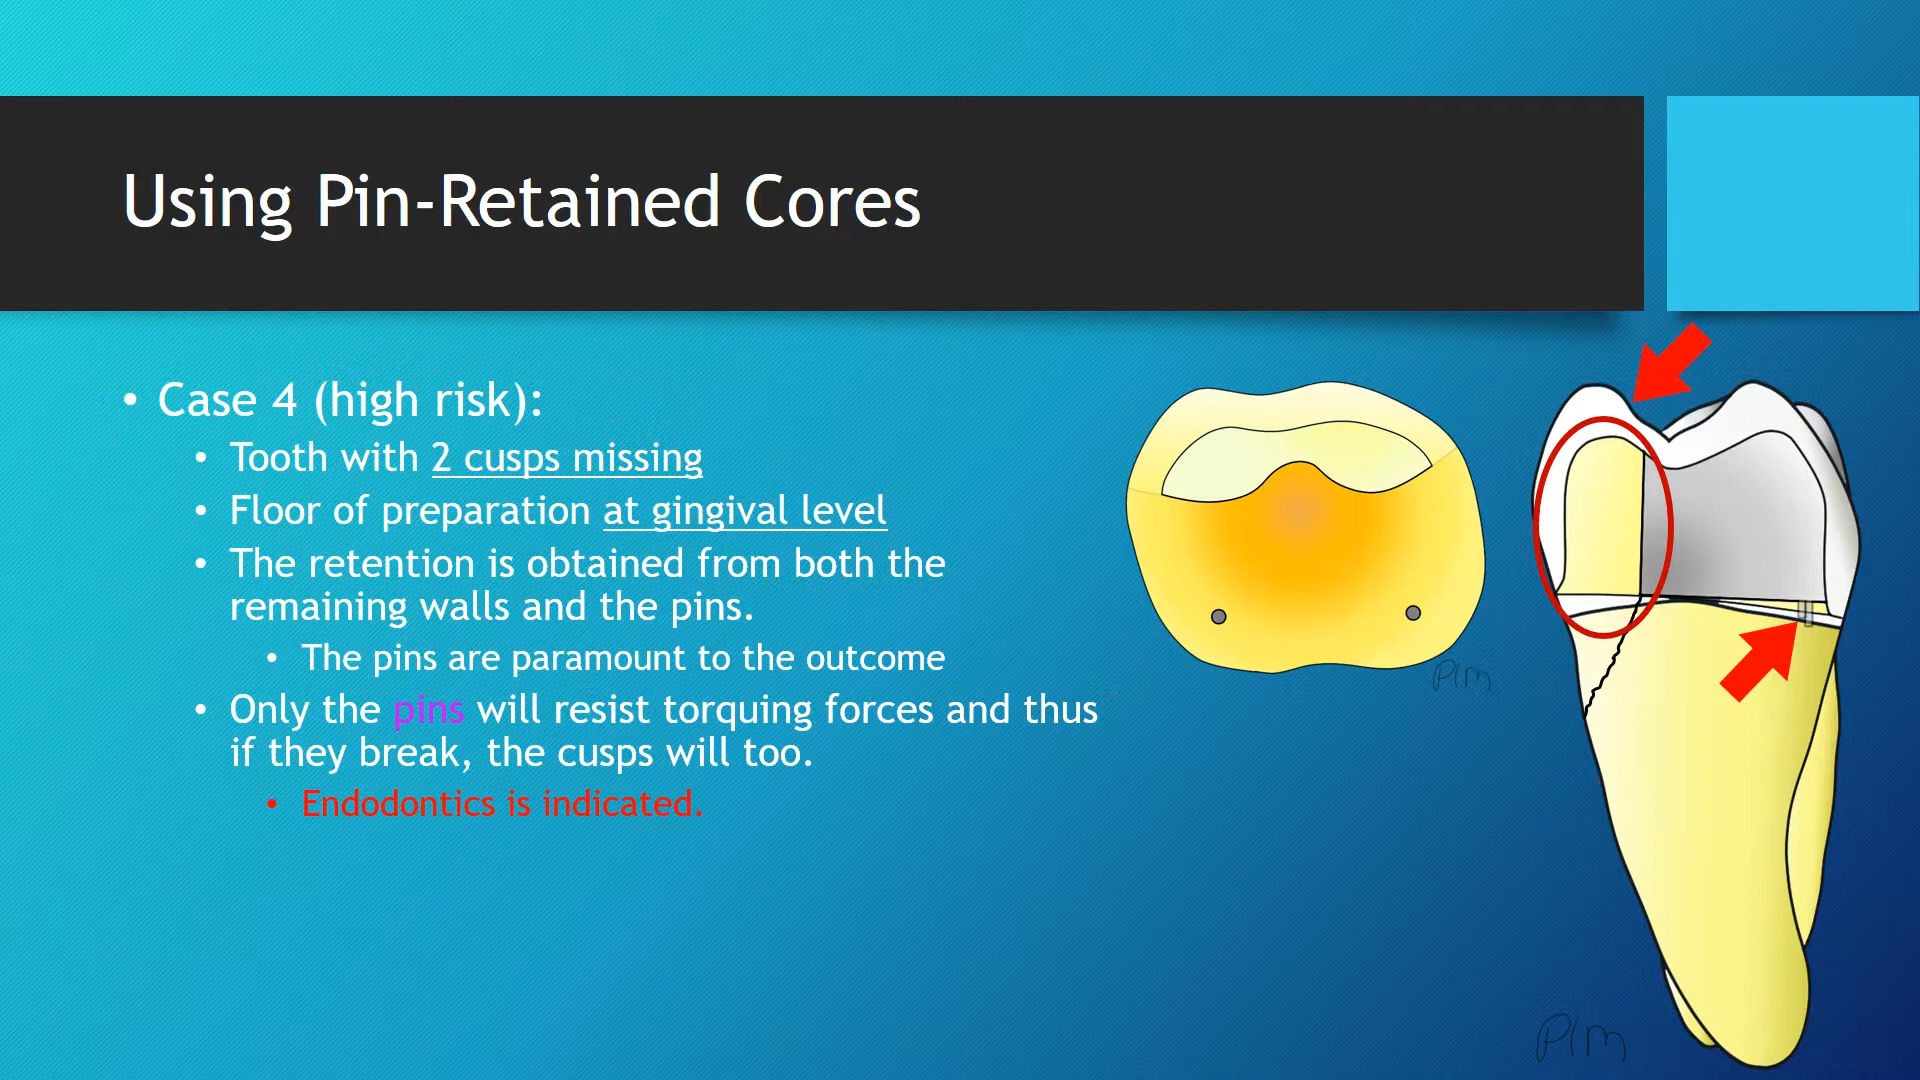 Using Pin-Retained Cores
• Case 4 (high risk):
• Tooth with 2 cusps missing
• Floor of preparation at gingival level
• The retention is obtained from both the
remaining walls and the pins.
• The pins are paramount to the outcome
• Only the pins will resist torquing forces and thus
if they break, the cusps will too.
• Endodontics is indicated.